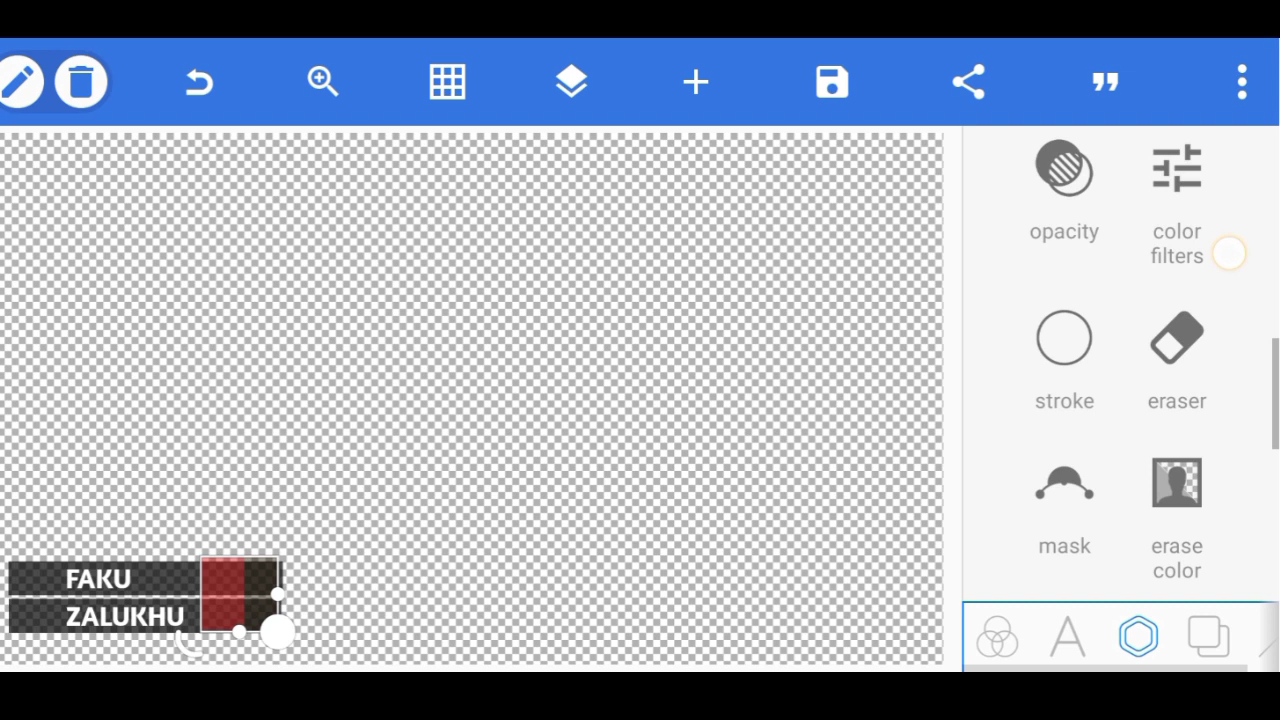 opacity
color
filters
stroke
eraser
mask
erase
color
FAKU
ZALUKHU